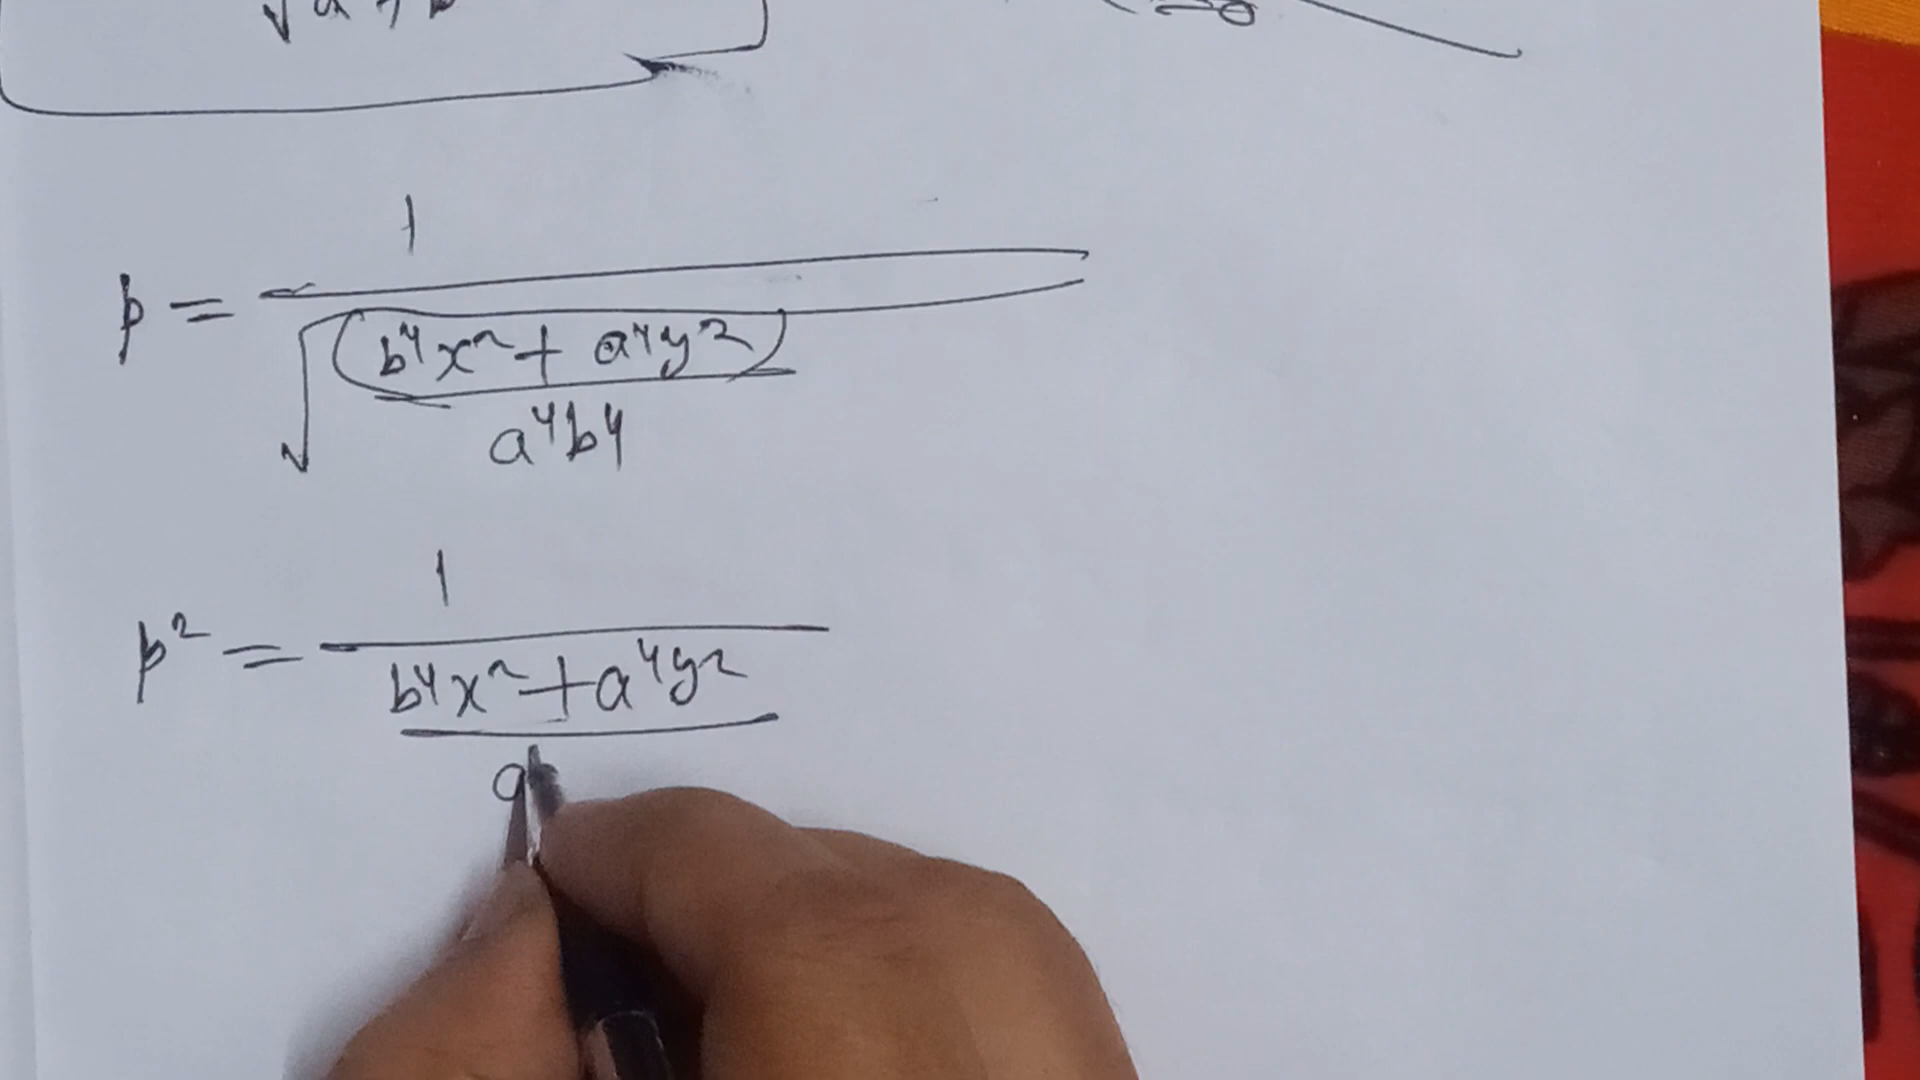 1
p =
√(b⁴x² + a⁴y²)
a⁴b⁴
1
p² =
b⁴x² + a⁴y²
a